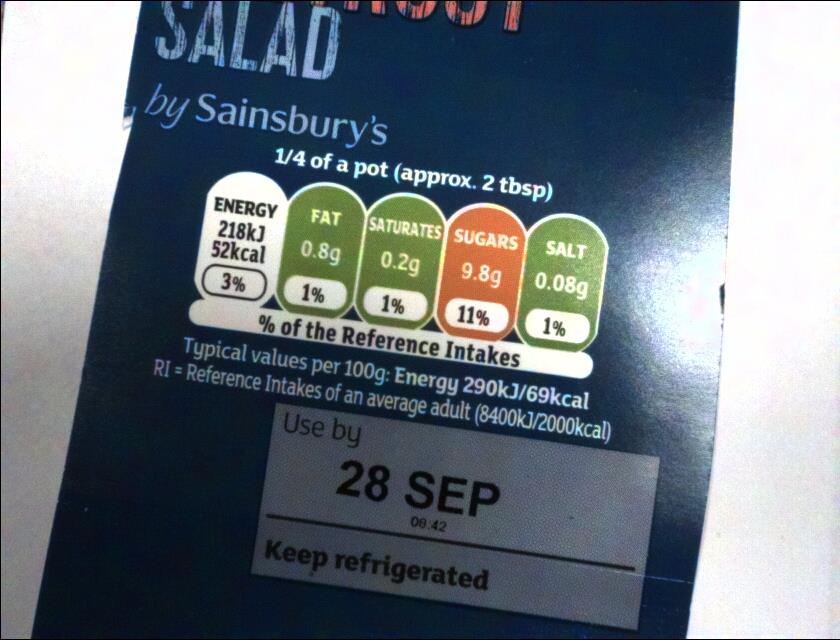 SALAD
by Sainsbury's
1/4 of a pot (approx. 2 tbsp)
ENERGY
218kJ
52kcal
3%
FAT
0.8g
1%
SATURATES
0.2g
1%
SUGARS
9.8g
11%
SALT
0.08g
1%
% of the Reference Intakes
Typical values per 100g: Energy 290kJ/69kcal
RI = Reference Intakes of an average adult (8400kJ/2000kcal)
Use by
28 SEP
08:42
Keep refrigerated